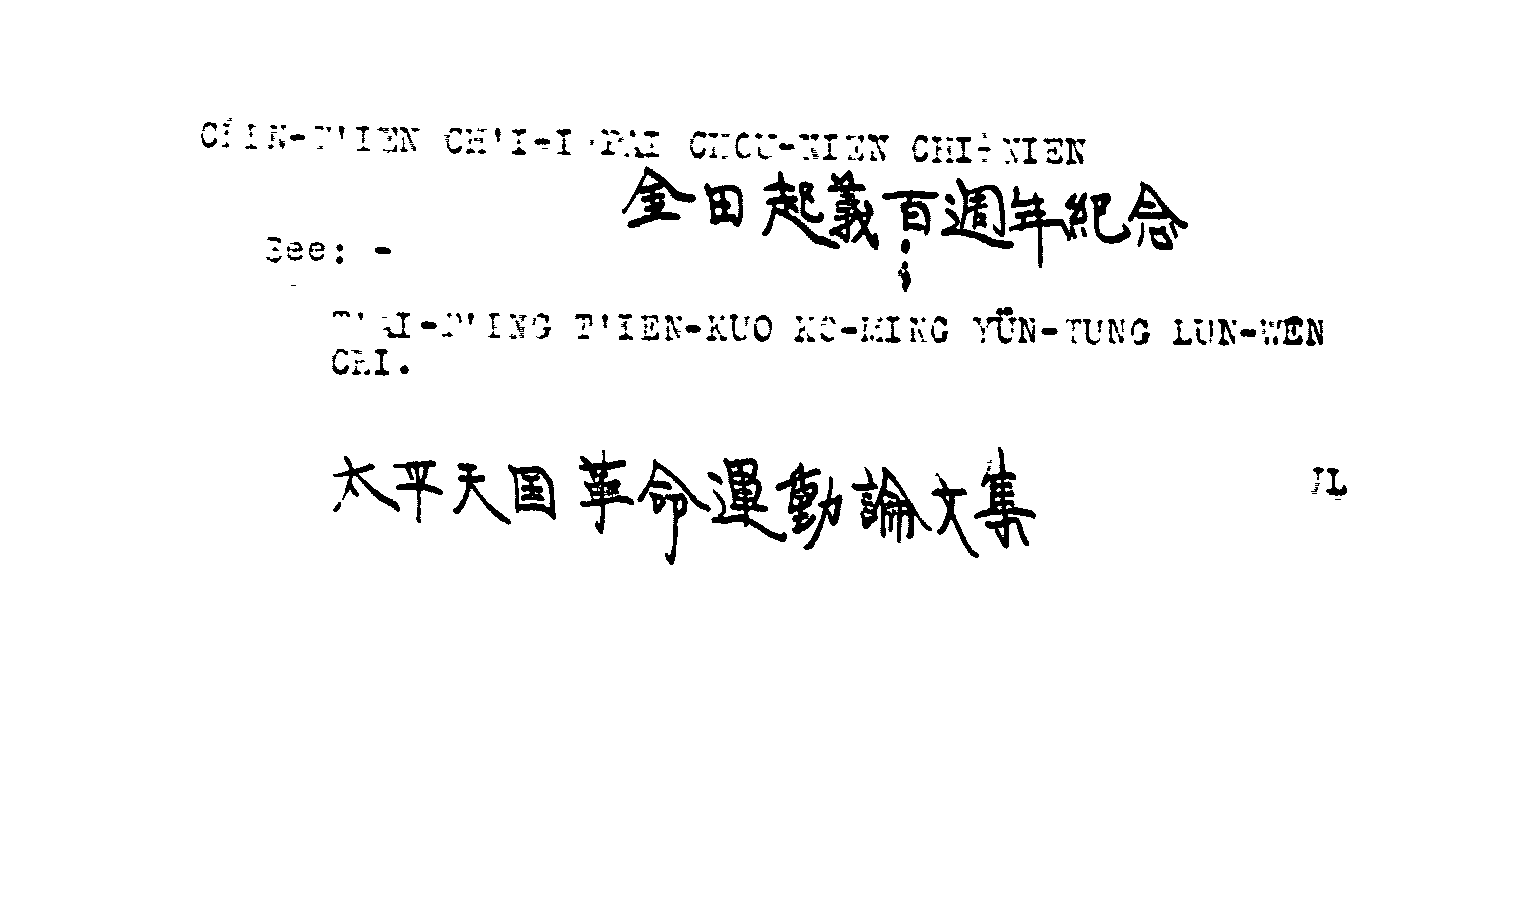 CHIN-T'IEN CH'I-I PAI CHOU-NIEN CHI-NIEN
金田起義百週年紀念
See: -
T'AI-P'ING T'IEN-KUO KO-MING YÜN-TUNG LUN-WEN
CHI.
太平天国革命運動論文集